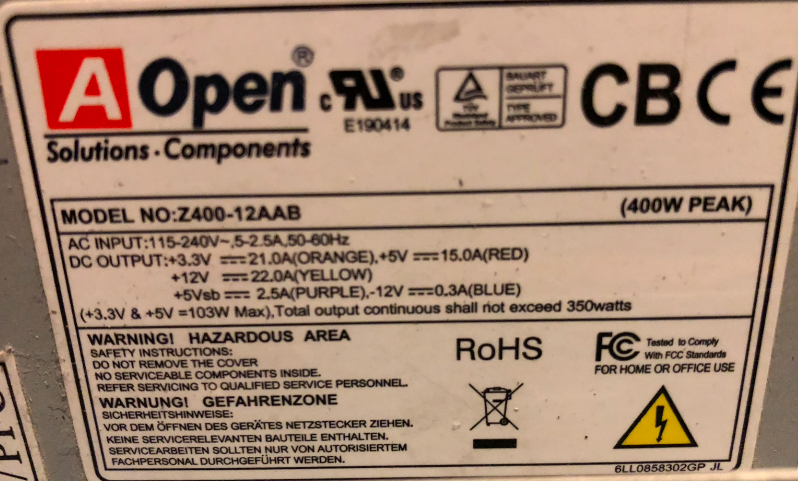 AOpen®
Solutions · Components
c RU® US
E190414
TÜV
BAUART GEPRÜFT
TYPE APPROVED
CB CE
MODEL NO:Z400-12AAB (400W PEAK)
AC INPUT:115-240V~,5-2.5A,50-60Hz
DC OUTPUT:+3.3V ⎓21.0A(ORANGE),+5V ⎓15.0A(RED)
+12V ⎓22.0A(YELLOW)
+5Vsb ⎓ 2.5A(PURPLE),-12V ⎓0.3A(BLUE)
(+3.3V & +5V =103W Max),Total output continuous shall not exceed 350watts
WARNING! HAZARDOUS AREA
SAFETY INSTRUCTIONS:
DO NOT REMOVE THE COVER
NO SERVICEABLE COMPONENTS INSIDE.
REFER SERVICING TO QUALIFIED SERVICE PERSONNEL.
WARNUNG! GEFAHRENZONE
SICHERHEITSHINWEISE:
VOR DEM ÖFFNEN DES GERÄTES NETZSTECKER ZIEHEN.
KEINE SERVICERELEVANTEN BAUTEILE ENTHALTEN.
SERVICEARBEITEN SOLLTEN NUR VON AUTORISIERTEM
FACHPERSONAL DURCHGEFÜHRT WERDEN.
RoHS
FC Tested to Comply
With FCC Standards
FOR HOME OR OFFICE USE
6LL0858302GP JL